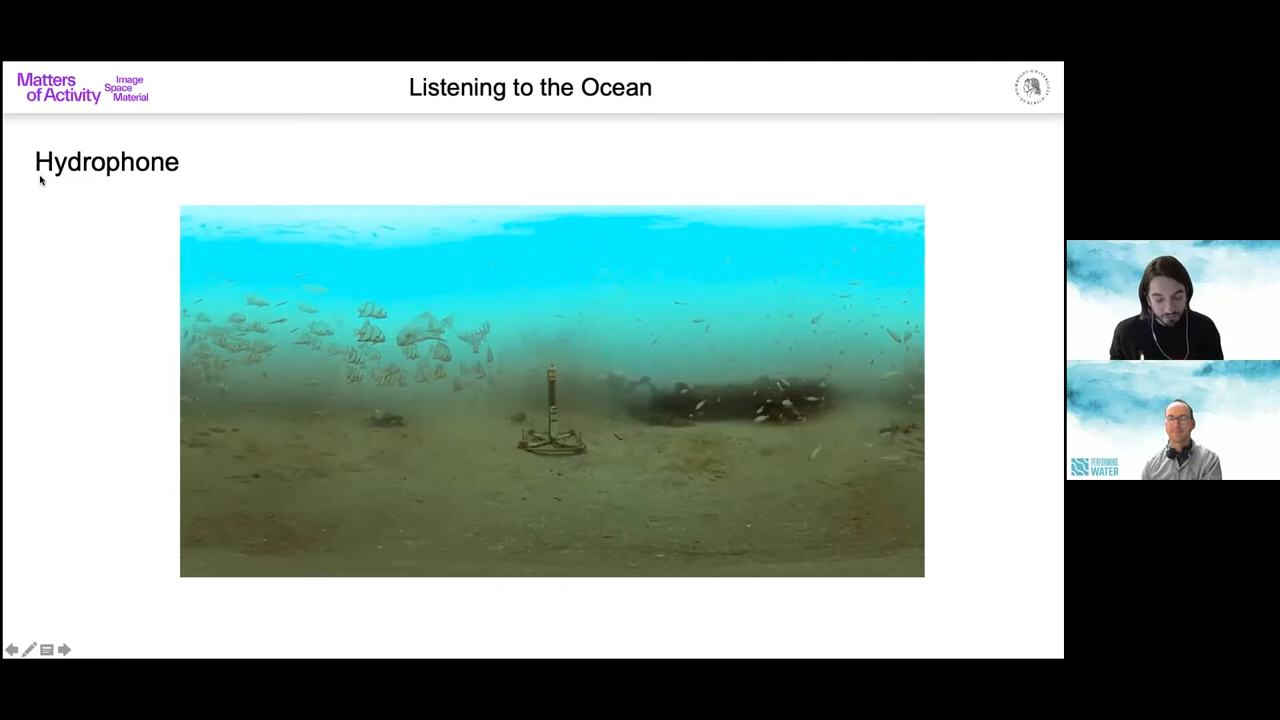 Matters
of Activity
Image
Space
Material
Listening to the Ocean
Hydrophone
PERFORMING
WATER